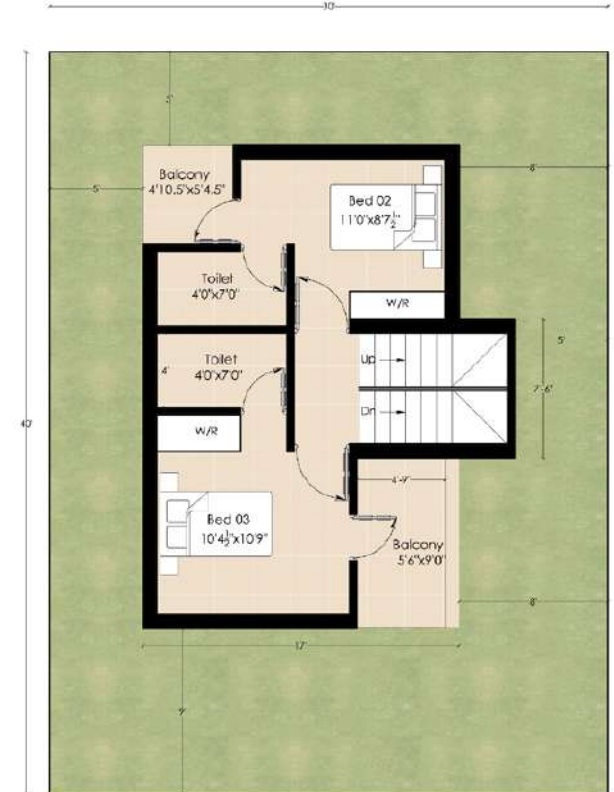 30'
5'
Balcony
4'10.5"x5'4.5"
5'
8'
Bed 02
11'0"x8'7½"
Toilet
4'0"x7'0"
W/R
5'
Up
Toilet
4'0"x7'0"
4'
7'-6"
Dn
40'
W/R
4'-9"
Bed 03
10'4½"x10'9"
Balcony
5'6"x9'0"
8'
17'
9'